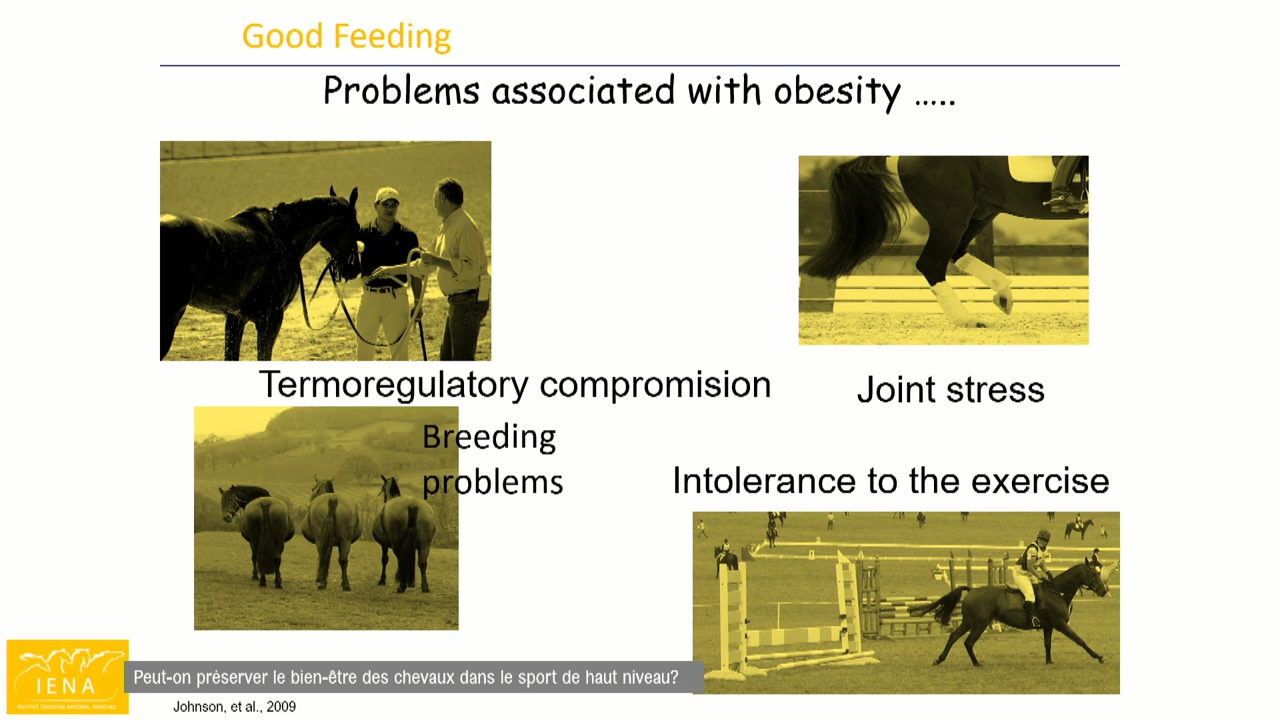 Good Feeding
Problems associated with obesity .....
Termoregulatory compromision
Joint stress
Breeding
problems
Intolerance to the exercise
IENA
Peut-on préserver le bien-être des chevaux dans le sport de haut niveau?
Johnson, et al., 2009